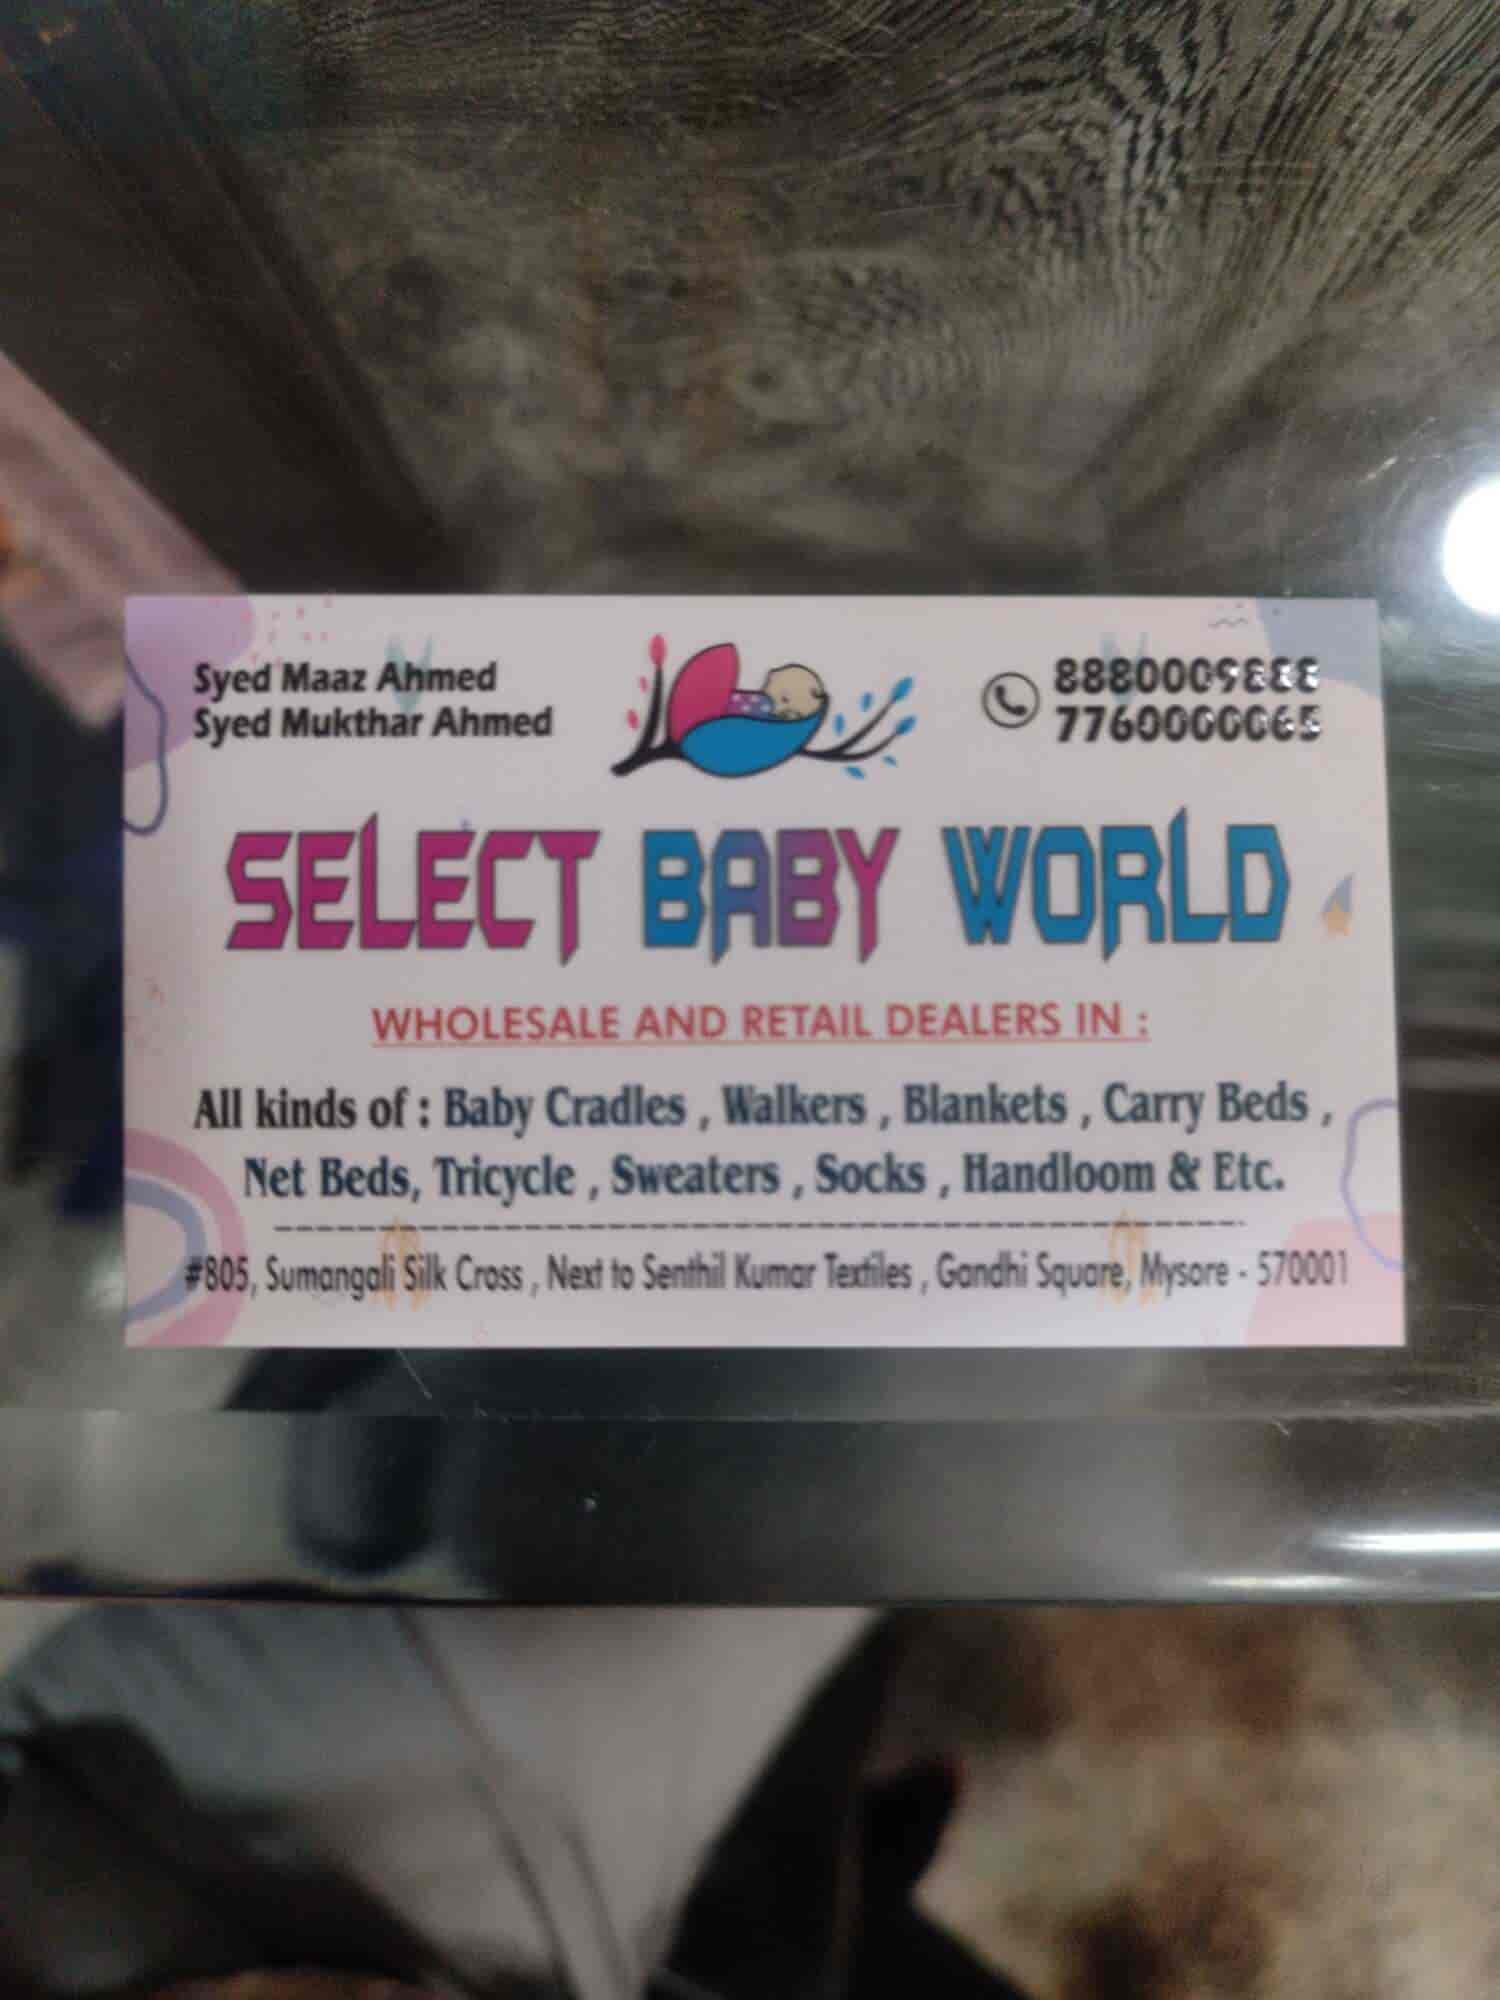 Syed Maaz Ahmed
Syed Mukthar Ahmed
8880009888
7760000065
SELECT BABY WORLD
WHOLESALE AND RETAIL DEALERS IN :
All kinds of : Baby Cradles , Walkers , Blankets , Carry Beds ,
Net Beds, Tricycle , Sweaters , Socks , Handloom & Etc.
#805, Sumangali Silk Cross , Next to Senthil Kumar Textiles , Gandhi Square, Mysore - 570001